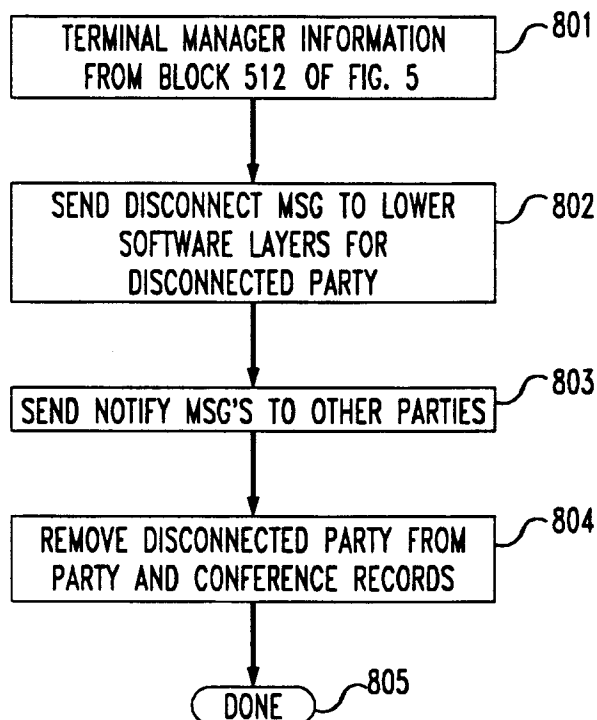 TERMINAL MANAGER INFORMATION
FROM BLOCK 512 OF FIG. 5
801
SEND DISCONNECT MSG TO LOWER
SOFTWARE LAYERS FOR
DISCONNECTED PARTY
802
SEND NOTIFY MSG'S TO OTHER PARTIES
803
REMOVE DISCONNECTED PARTY FROM
PARTY AND CONFERENCE RECORDS
804
DONE
805